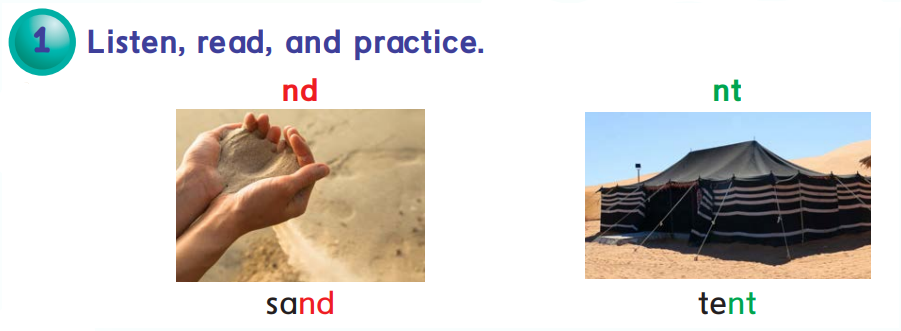 1 Listen, read, and practice.
nd nt
sand tent